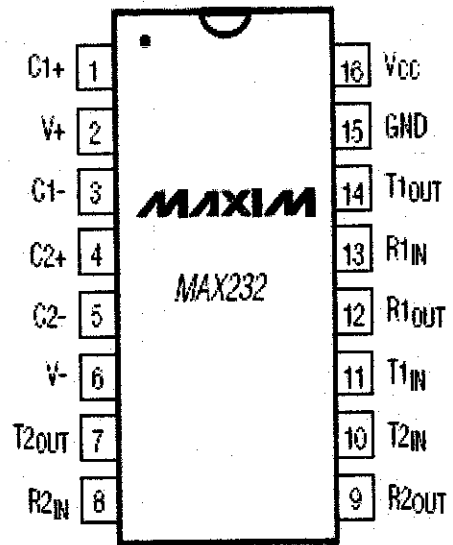 C1+ 1
V+ 2
C1- 3
C2+ 4
C2- 5
V- 6
T2OUT 7
R2IN 8
MAXIM
MAX232
16 VCC
15 GND
14 T1OUT
13 R1IN
12 R1OUT
11 T1IN
10 T2IN
9 R2OUT